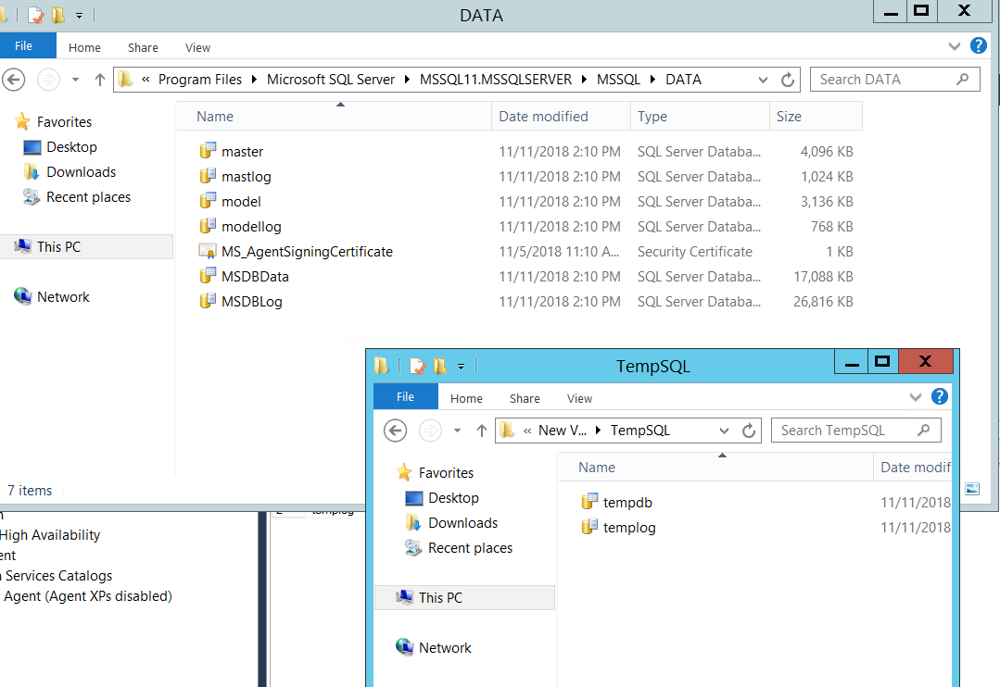 DATA
File Home Share View
« Program Files Microsoft SQL Server MSSQL11.MSSQLSERVER MSSQL DATA Search DATA
Favorites
Desktop
Downloads
Recent places
This PC
Network
Name Date modified Type Size
master 11/11/2018 2:10 PM SQL Server Databa... 4,096 KB
mastlog 11/11/2018 2:10 PM SQL Server Databa... 1,024 KB
model 11/11/2018 2:10 PM SQL Server Databa... 3,136 KB
modellog 11/11/2018 2:10 PM SQL Server Databa... 768 KB
MS_AgentSigningCertificate 11/5/2018 11:10 A... Security Certificate 1 KB
MSDBData 11/11/2018 2:10 PM SQL Server Databa... 17,088 KB
MSDBLog 11/11/2018 2:10 PM SQL Server Databa... 26,816 KB
7 items
High Availability
ent
Services Catalogs
Agent (Agent XPs disabled)
TempSQL
File Home Share View
« New V... TempSQL Search TempSQL
Favorites
Desktop
Downloads
Recent places
This PC
Network
Name Date modif
tempdb 11/11/2018
templog 11/11/2018